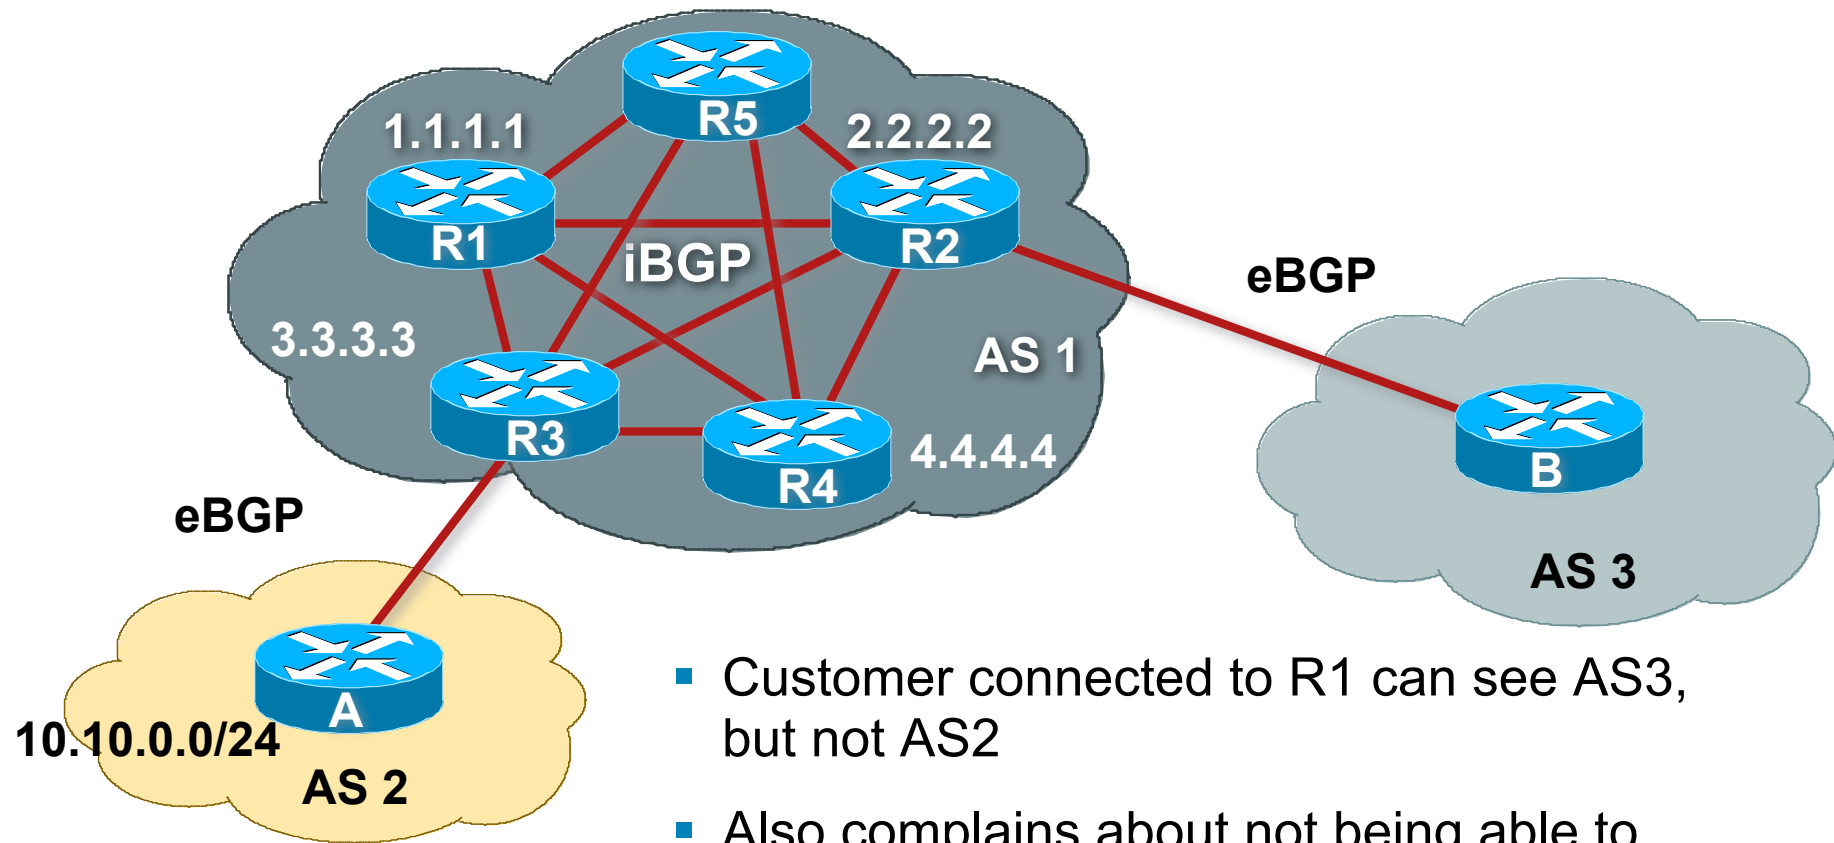 R5
1.1.1.1
2.2.2.2
R1
R2
iBGP
eBGP
3.3.3.3
AS 1
R3
4.4.4.4
R4
B
eBGP
AS 3
Customer connected to R1 can see AS3,
but not AS2
A
10.10.0.0/24
AS 2
Also complains about not being able to